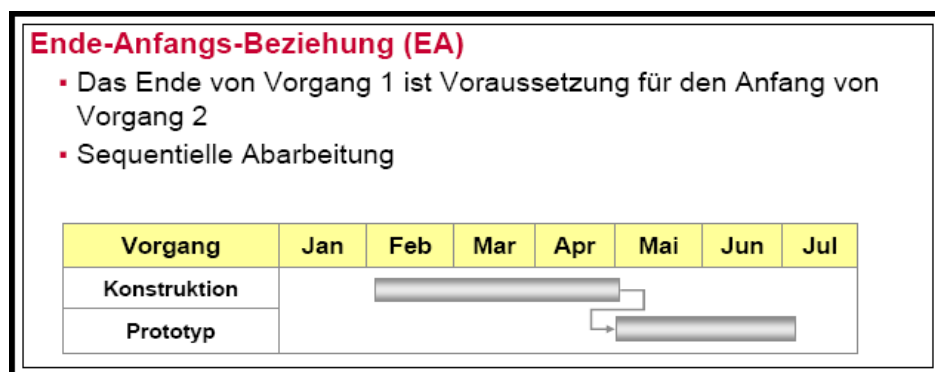 Ende-Anfangs-Beziehung (EA)
▪ Das Ende von Vorgang 1 ist Voraussetzung für den Anfang von
Vorgang 2
▪ Sequentielle Abarbeitung
Vorgang Jan Feb Mar Apr Mai Jun Jul
Konstruktion
Prototyp